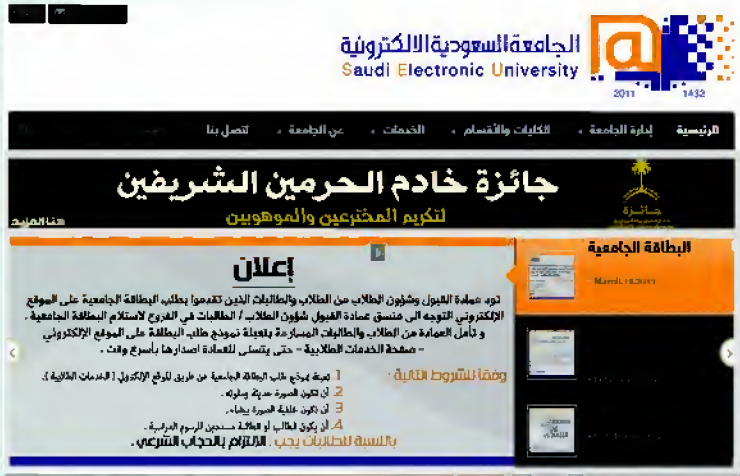 الجامعة السعودية الالكترونية
Saudi Electronic University
2011 1432
الرئيسية إدارة الجامعة الكليات والأقسام الخدمات عن الجامعة تتصل بنا
جائزة خادم الحرمين الشريفين
لتكريم المخترعين والموهوبين
جائزة
هنا المزيد
البطاقة الجامعية
إعلان
تود عمادة القبول وشؤون الطلاب من الطلاب والطالبات الذين تقدموا بطلب البطاقة الجامعية على الموقع
الإلكتروني التوجه الى منسق عمادة القبول شؤون الطلاب / الطالبات في الفروع لاستلام البطاقة الجامعية .
و تأمل العمادة من الطلاب والطالبات المسارعة بتعبئة نموذج طلب البطاقة على الموقع الإلكتروني
- صفحة الخدمات الطلابية - حتى يتسنى للعمادة اصدارها بأسرع وقت .
وفقا للشروط التالية :
1. تعبئة نموذج طلب البطاقة الجامعية عن طريق الموقع الإلكتروني ( الخدمات الطلابية ).
2. أن تكون الصورة حديثة وملونه .
3. أن تكون خلفية الصورة بيضاء .
4. أن يكون الطالب أو الطالبة مسددين للرسوم الدراسية .
بالنسبة للطالبات يجب . الالتزام بالحجاب الشرعي .